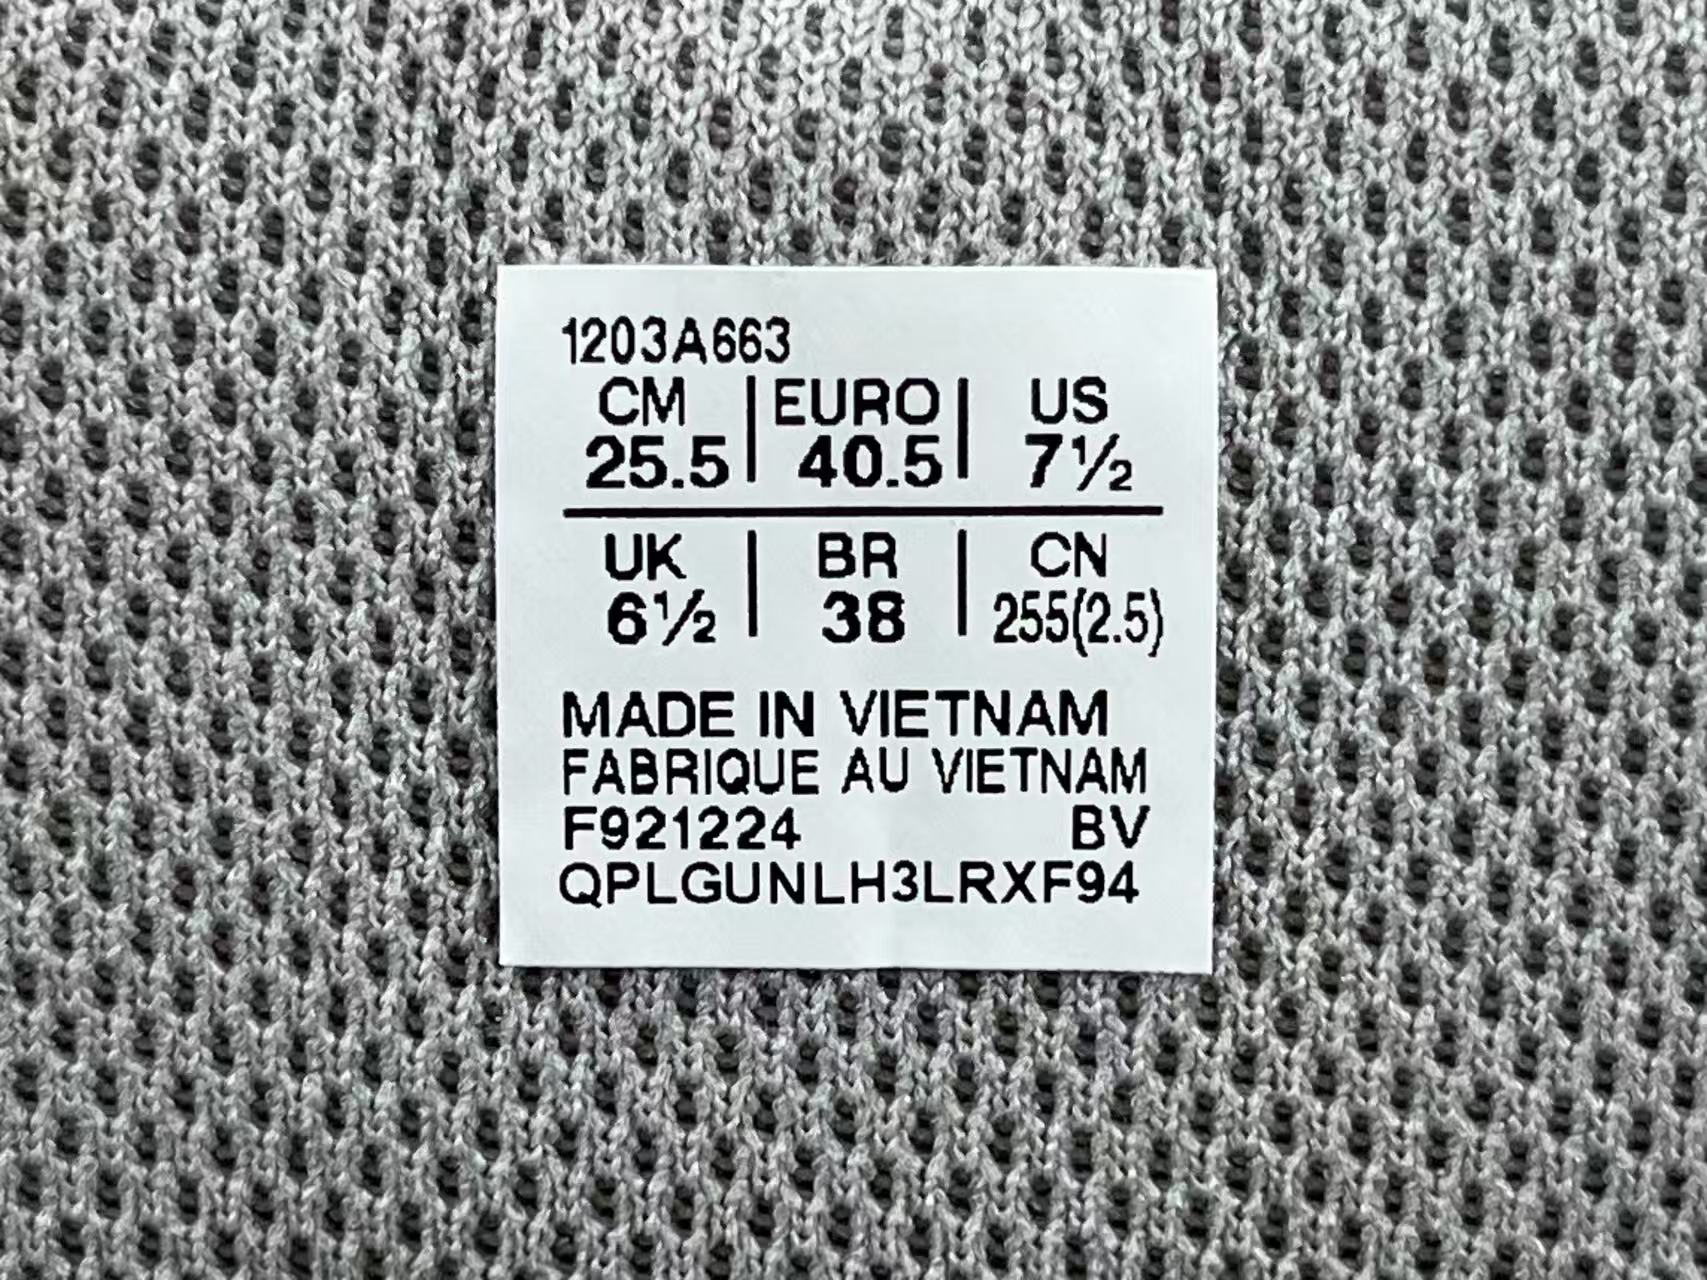 1203A663
CM | EURO | US
25.5 | 40.5 | 7½
UK | BR | CN
6½ | 38 | 255(2.5)
MADE IN VIETNAM
FABRIQUE AU VIETNAM
F921224 BV
QPLGUNLH3LRXF94